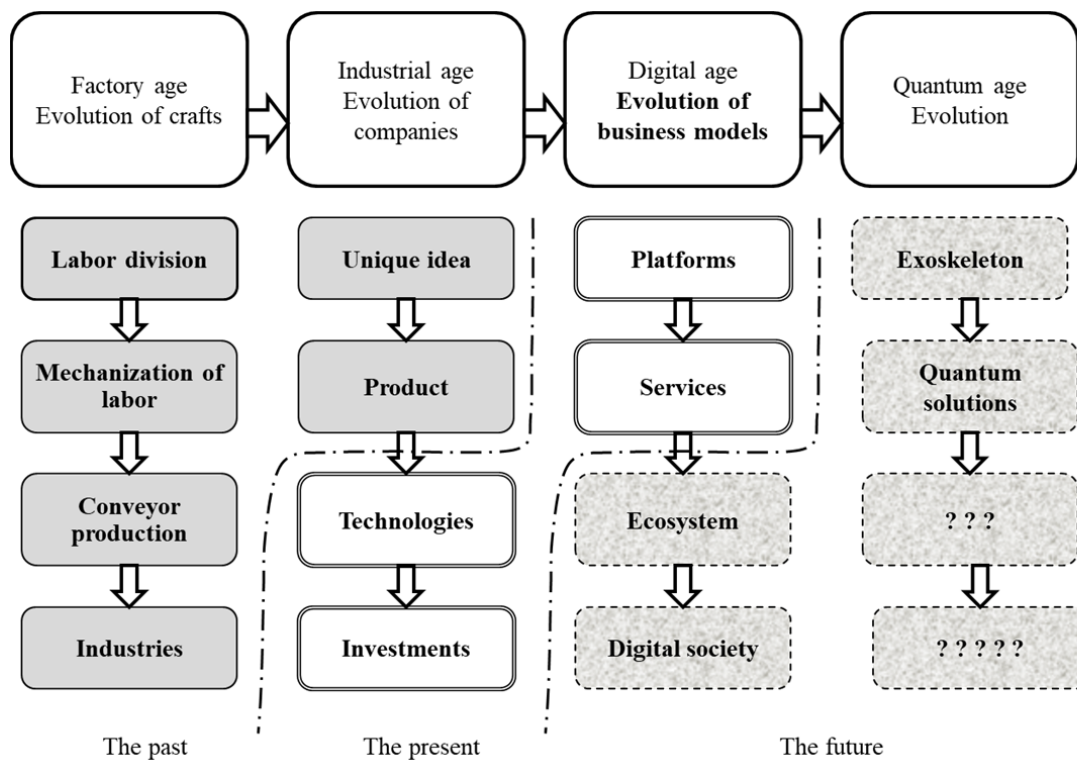 Factory age
Evolution of crafts
Industrial age
Evolution of
companies
Digital age
Evolution of
business models
Quantum age
Evolution
Labor division
Mechanization of
labor
Conveyor
production
Industries
Unique idea
Product
Technologies
Investments
Platforms
Services
Ecosystem
Digital society
Exoskeleton
Quantum
solutions
? ? ?
? ? ? ? ?
The past
The present
The future